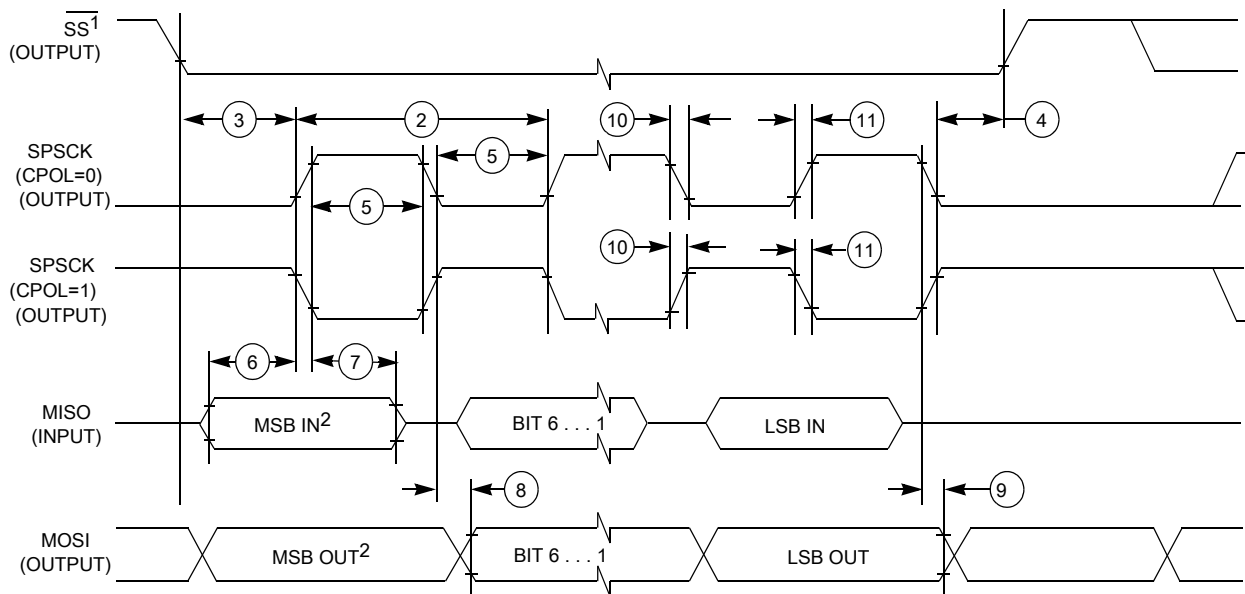 SS¹
(OUTPUT)
3
2
10
11
4
SPSCK
(CPOL=0)
(OUTPUT)
5
5
SPSCK
(CPOL=1)
(OUTPUT)
10
11
6
7
MISO
(INPUT)
MSB IN²
BIT 6 . . . 1
LSB IN
8
9
MOSI
(OUTPUT)
MSB OUT²
BIT 6 . . . 1
LSB OUT